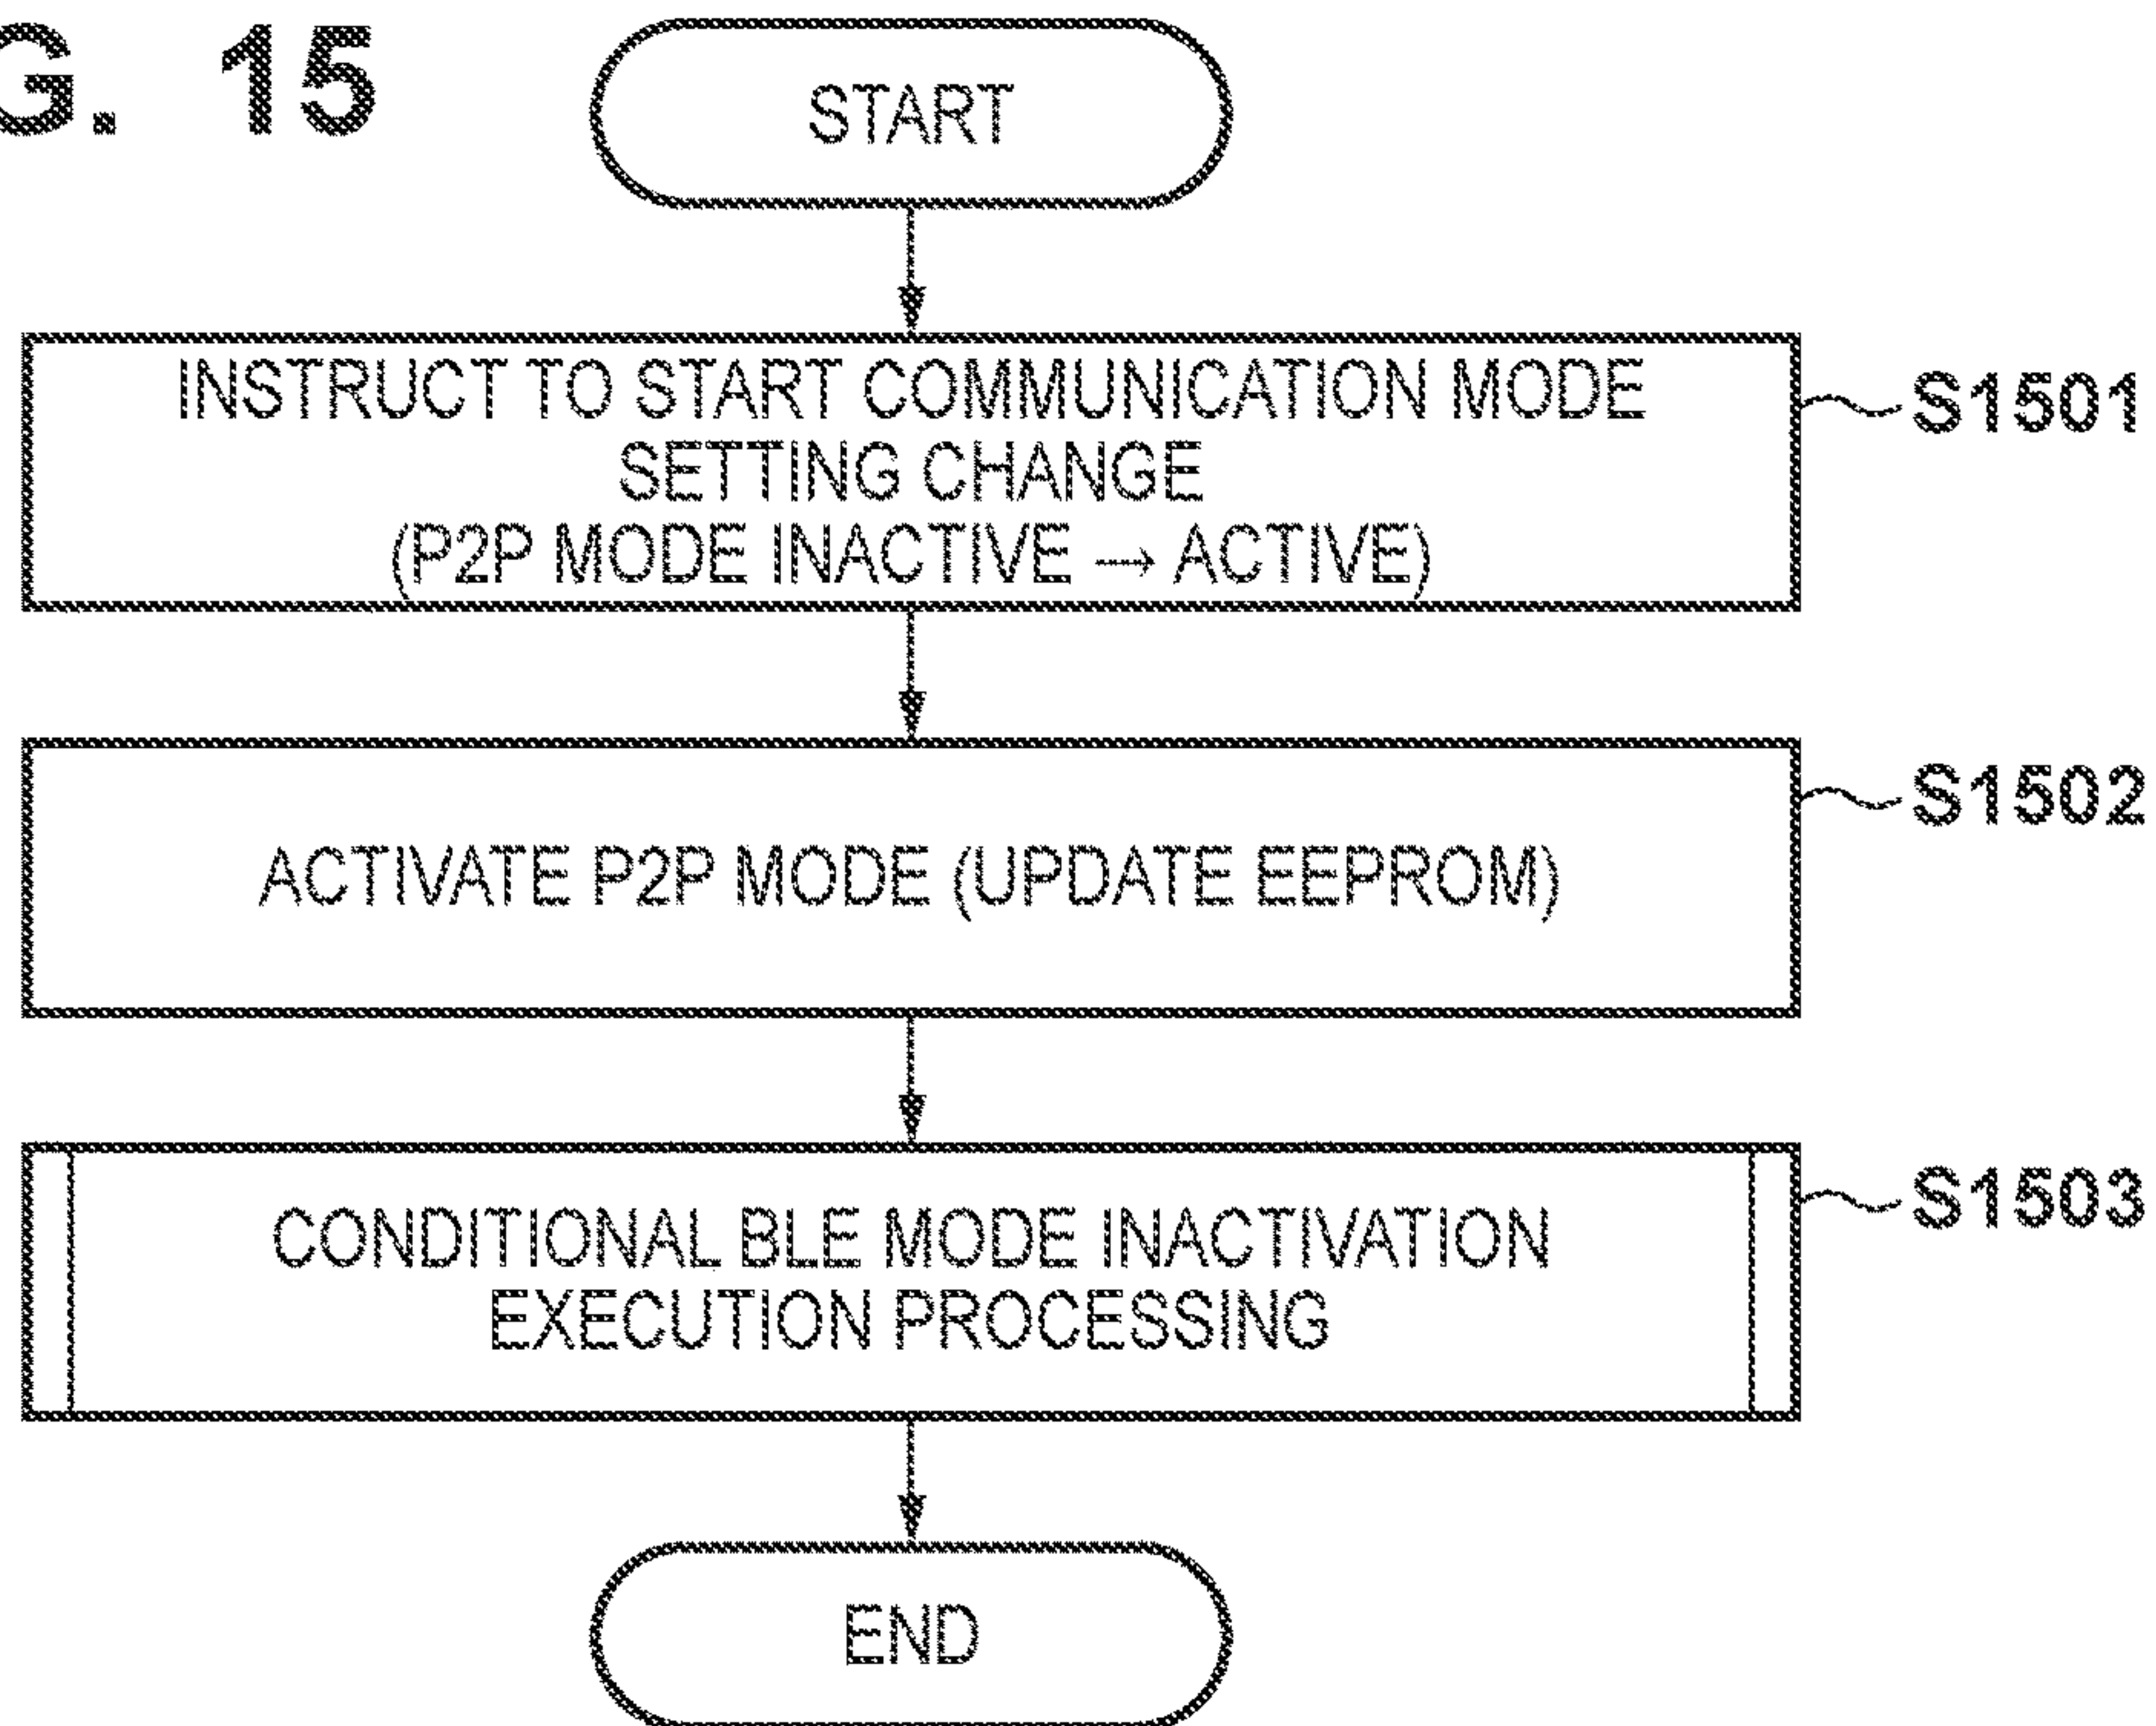 G. 15
START
INSTRUCT TO START COMMUNICATION MODE
SETTING CHANGE
(P2P MODE INACTIVE → ACTIVE)
S1501
ACTIVATE P2P MODE (UPDATE EEPROM)
S1502
CONDITIONAL BLE MODE INACTIVATION
EXECUTION PROCESSING
S1503
END